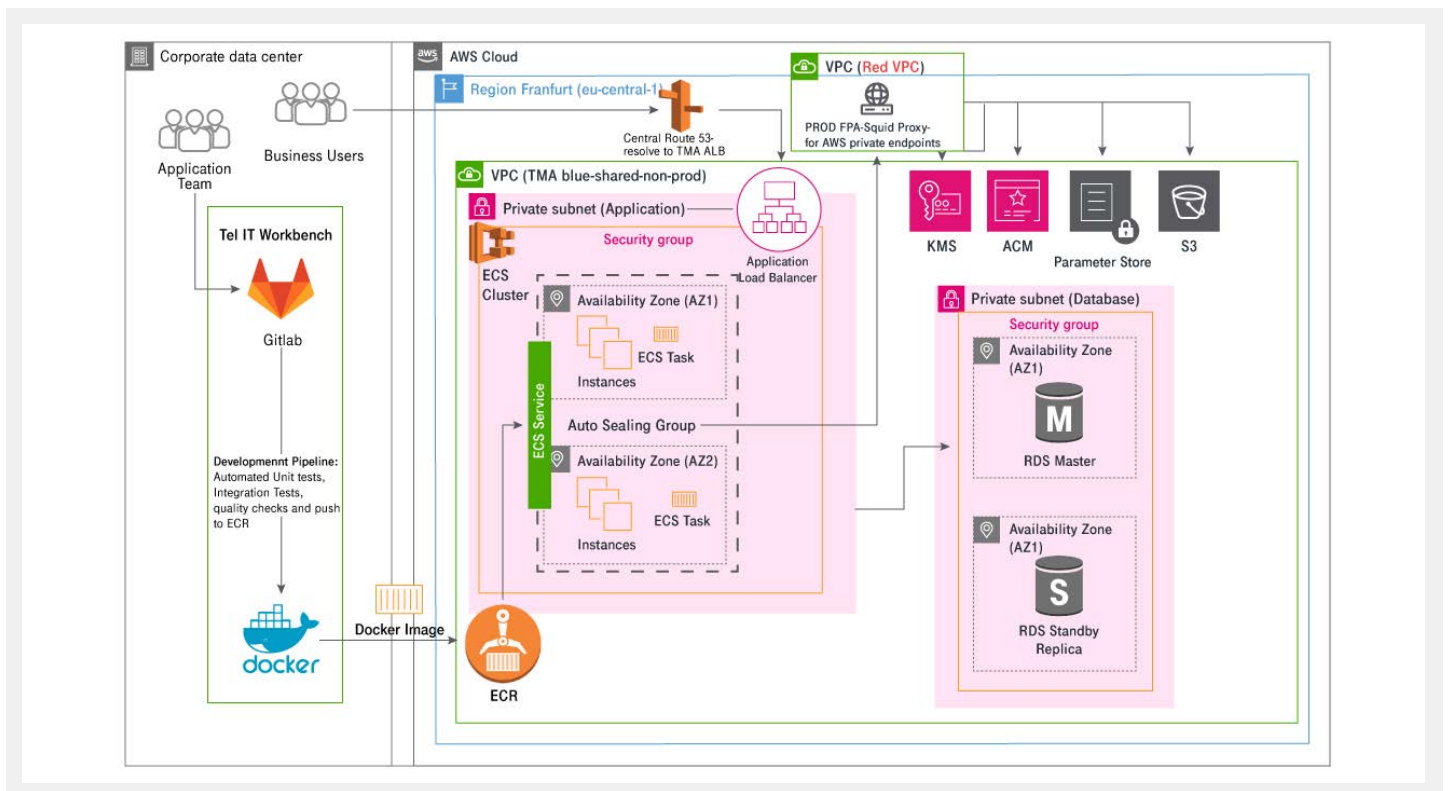 Corporate data center
aws
AWS Cloud
VPC (Red VPC)
Region Franfurt (eu-central-1)
PROD FPA-Squid Proxy-
for AWS private endpoints
Central Route 53-
resolve to TMA ALB
Business Users
Application
Team
VPC (TMA blue-shared-non-prod)
Private subnet (Application)
Tel IT Workbench
Security group
KMS
ACM
Parameter Store
S3
Application
Load Balancer
ECS
Cluster
Availability Zone (AZ1)
ECS Task
Instances
Gitlab
Private subnet (Database)
Security group
Availability Zone
(AZ1)
M
RDS Master
ECS Service
Auto Sealing Group
Availability Zone (AZ2)
ECS Task
Instances
Developmennt Pipeline:
Automated Unit tests,
Integration Tests,
quality checks and push
to ECR
Availability Zone
(AZ1)
S
RDS Standby
Replica
Docker Image
docker
ECR